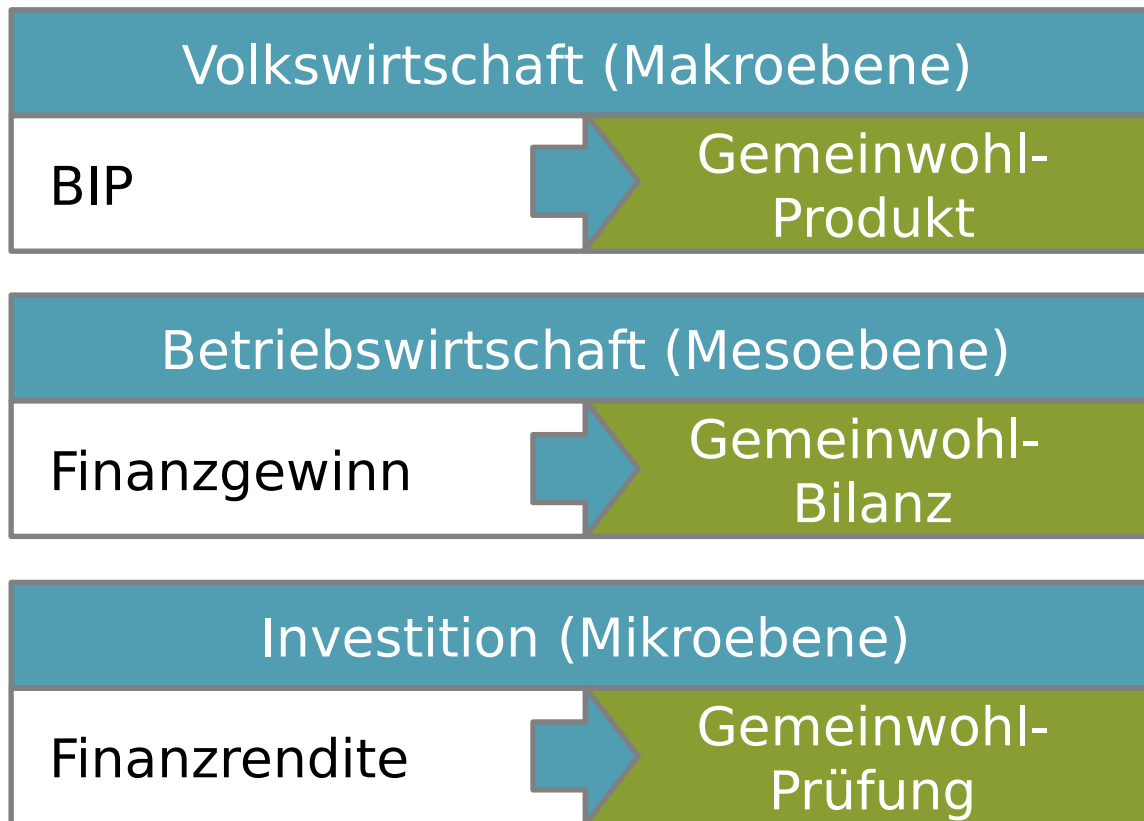 Volkswirtschaft (Makroebene)
BIP
Gemeinwohl-
Produkt
Betriebswirtschaft (Mesoebene)
Finanzgewinn
Gemeinwohl-
Bilanz
Investition (Mikroebene)
Finanzrendite
Gemeinwohl-
Prüfung